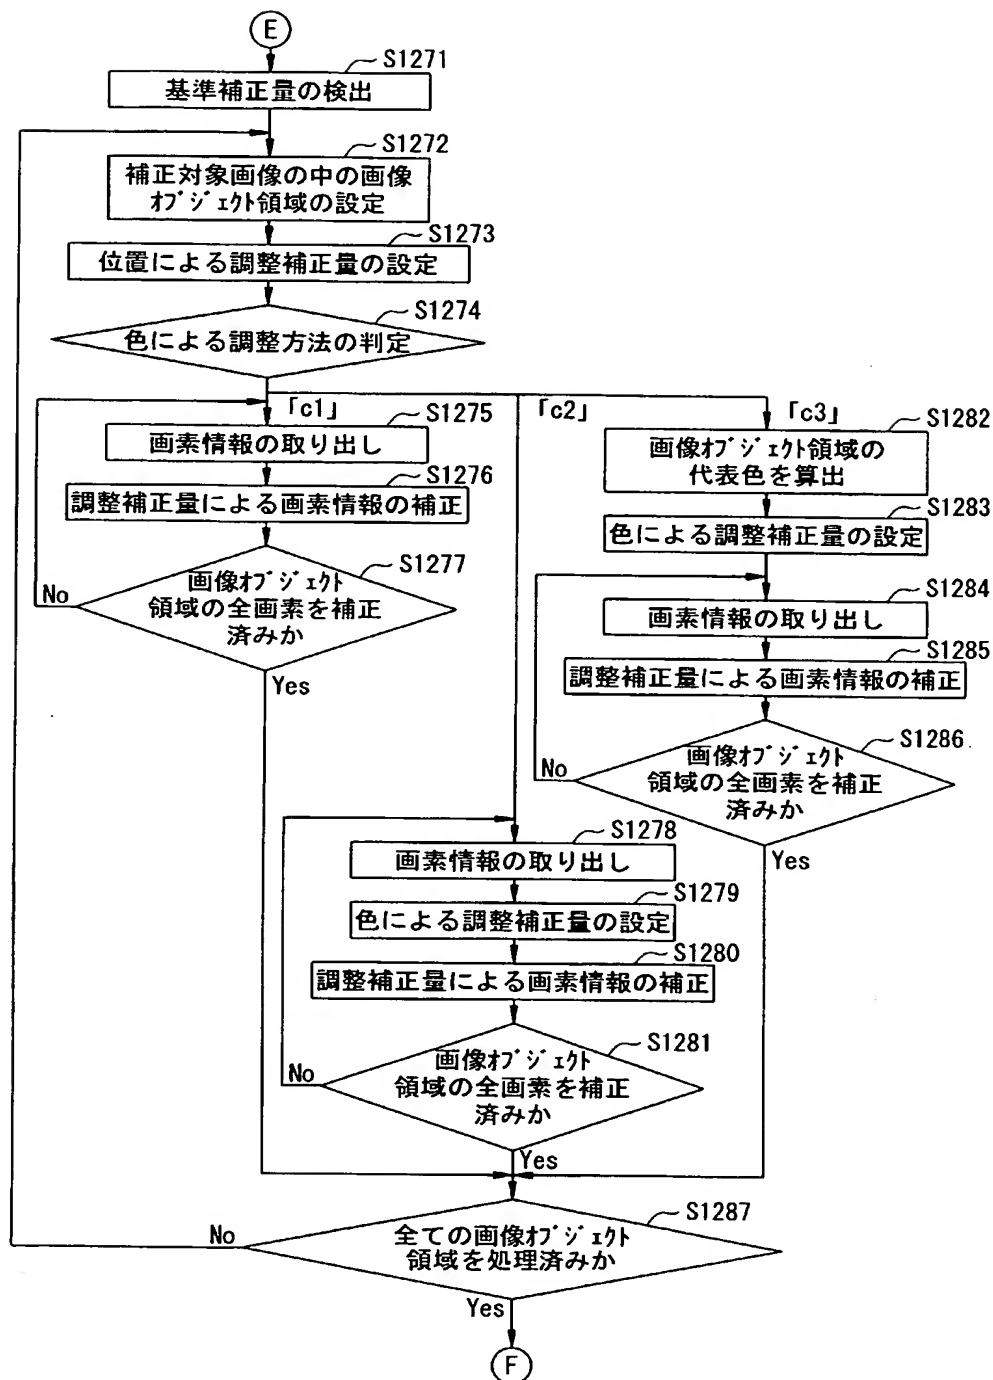 E
S1271
基準補正量の検出
S1272
補正対象画像の中の画像
オブジェクト領域の設定
S1273
位置による調整補正量の設定
S1274
色による調整方法の判定
「c1」
S1275
画素情報の取り出し
S1276
調整補正量による画素情報の補正
S1277
画像オブジェクト
領域の全画素を補正
済みか
No
Yes
「c2」
S1278
画素情報の取り出し
S1279
色による調整補正量の設定
S1280
調整補正量による画素情報の補正
S1281
画像オブジェクト
領域の全画素を補正
済みか
No
Yes
「c3」
S1282
画像オブジェクト領域の
代表色を算出
S1283
色による調整補正量の設定
S1284
画素情報の取り出し
S1285
調整補正量による画素情報の補正
S1286
画像オブジェクト
領域の全画素を補正
済みか
No
Yes
S1287
全ての画像オブジェクト
領域を処理済みか
No
Yes
F